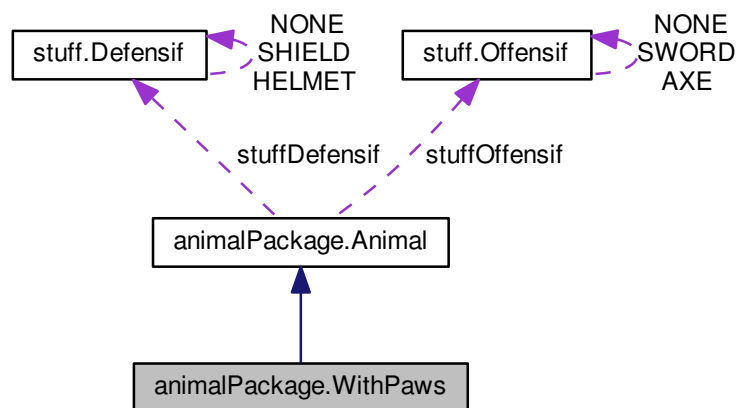 NONE
SHIELD
HELMET
stuff.Defensif
NONE
SWORD
AXE
stuff.Offensif
stuffDefensif
stuffOffensif
animalPackage.Animal
animalPackage.WithPaws